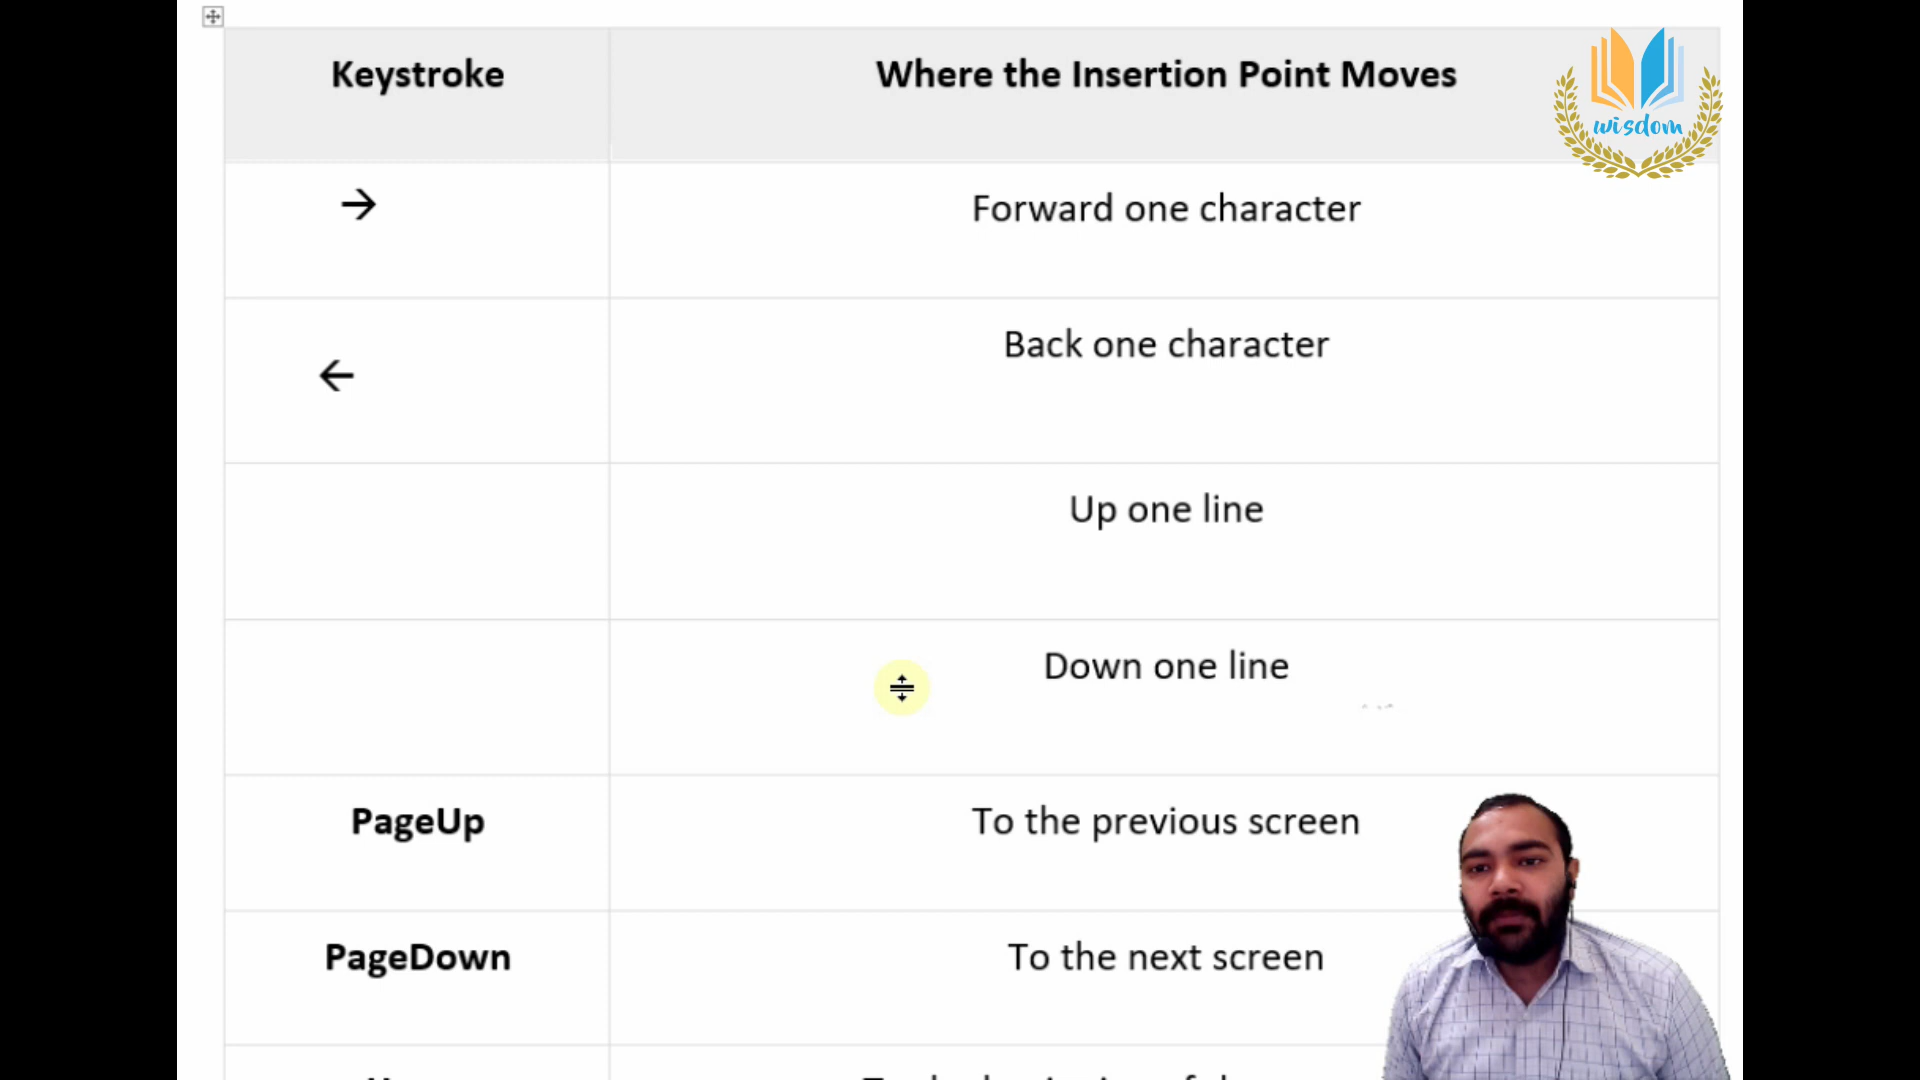 Keystroke Where the Insertion Point Moves
wisdom
→ Forward one character
← Back one character
Up one line
Down one line
PageUp To the previous screen
PageDown To the next screen